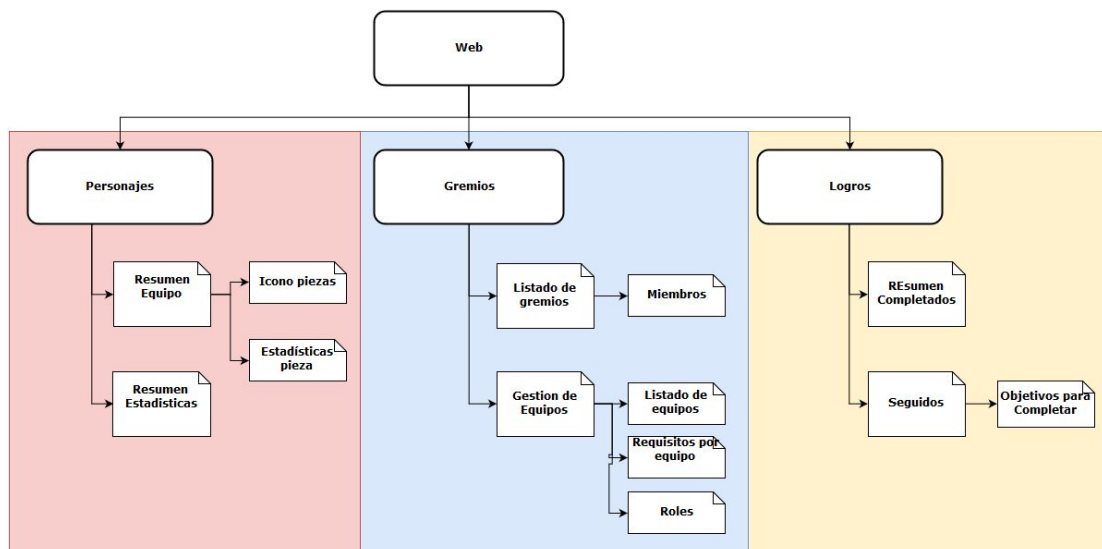 Web
Personajes
Gremios
Logros
Resumen
Equipo
Icono piezas
Estadísticas
pieza
Resumen
Estadisticas
Listado de
gremios
Miembros
Gestion de
Equipos
Listado de
equipos
Requisitos por
equipo
Roles
REsumen
Completados
Seguidos
Objetivos para
Completar